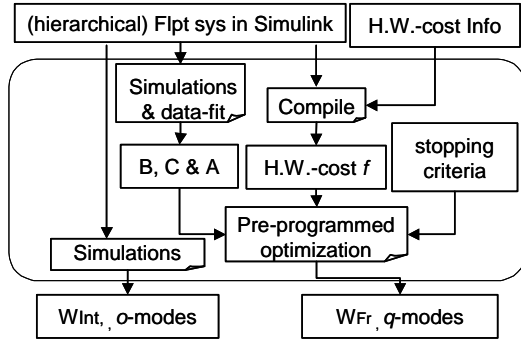 (hierarchical) Flpt sys in Simulink
H.W.-cost Info
Simulations
& data-fit
Compile
B, C & A
H.W.-cost f
stopping
criteria
Pre-programmed
optimization
Simulations
WInt, , o-modes
WFr , q-modes